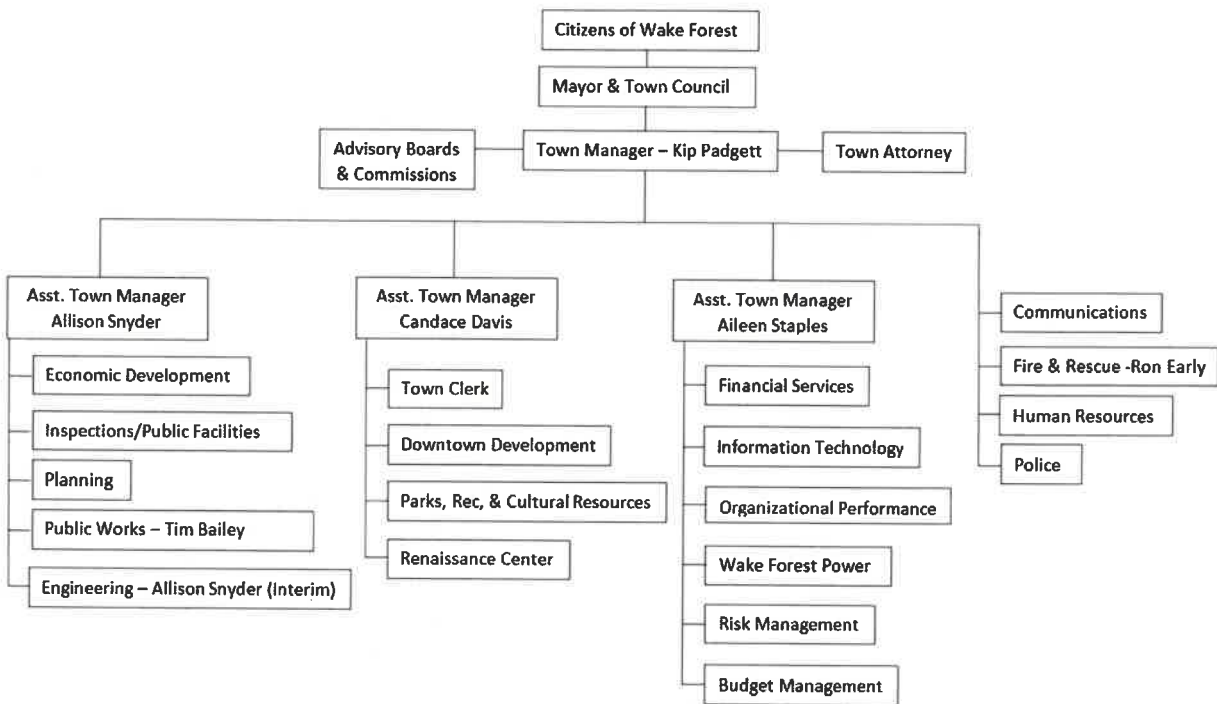 Citizens of Wake Forest
Mayor & Town Council
Advisory Boards
& Commissions
Town Manager – Kip Padgett
Town Attorney
Asst. Town Manager
Allison Snyder
Economic Development
Inspections/Public Facilities
Planning
Public Works – Tim Bailey
Engineering – Allison Snyder (Interim)
Asst. Town Manager
Candace Davis
Town Clerk
Downtown Development
Parks, Rec, & Cultural Resources
Renaissance Center
Asst. Town Manager
Aileen Staples
Financial Services
Information Technology
Organizational Performance
Wake Forest Power
Risk Management
Budget Management
Communications
Fire & Rescue -Ron Early
Human Resources
Police